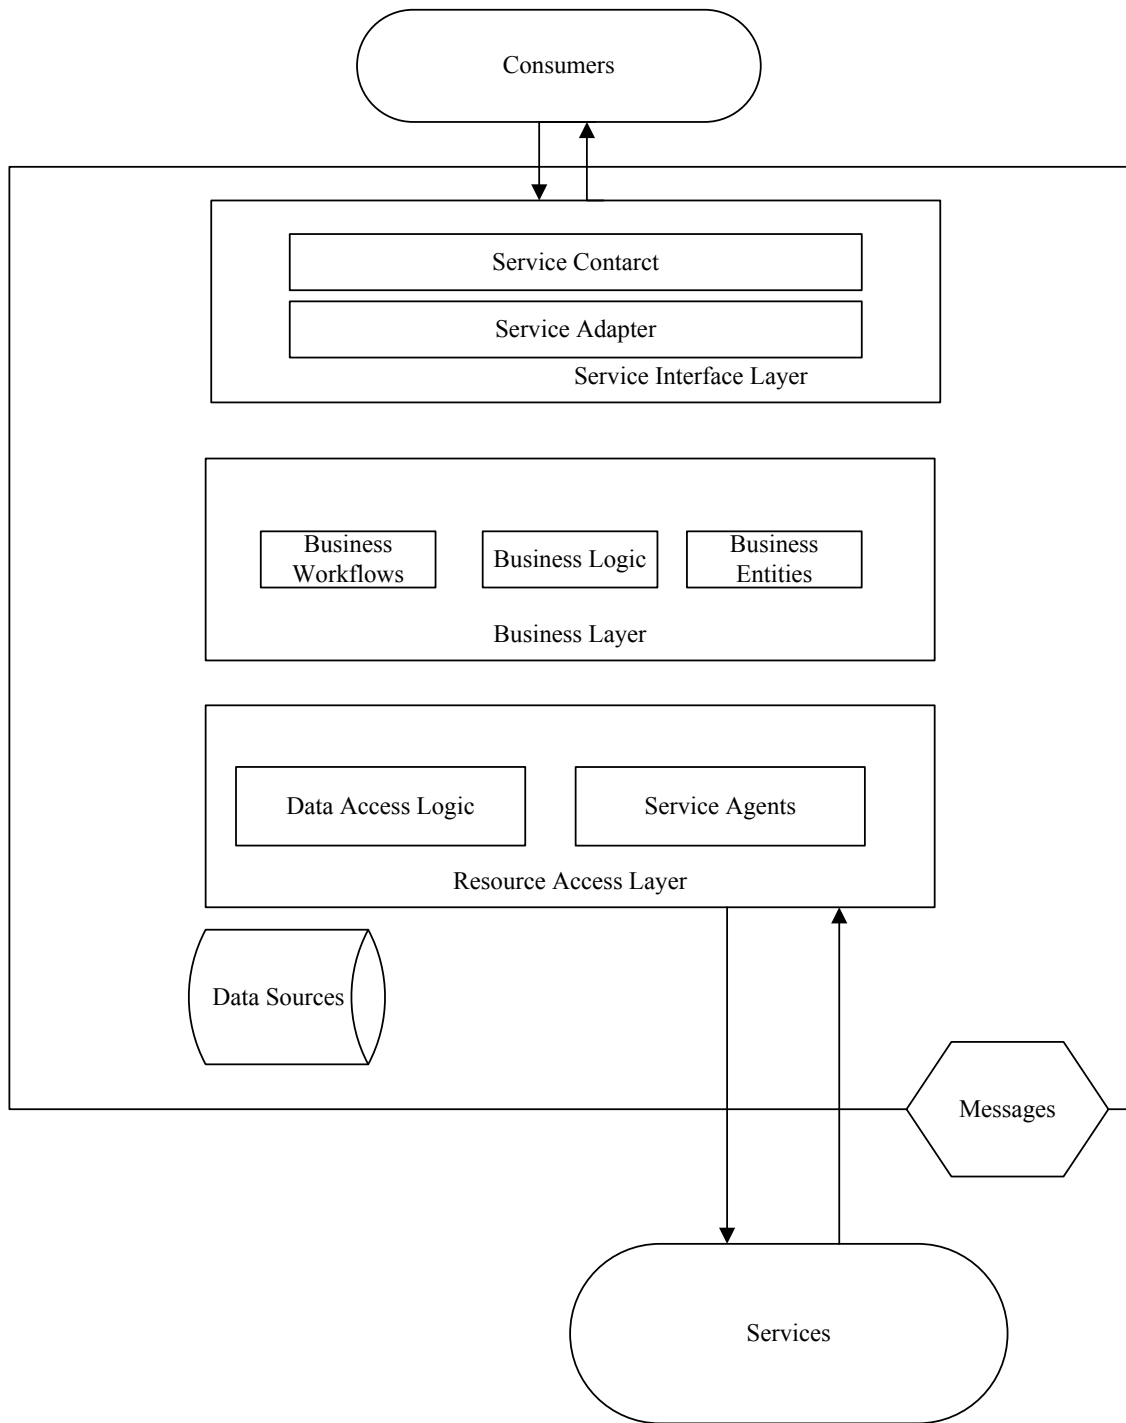 Consumers
Service Contarct
Service Adapter
Service Interface Layer
Business
Workflows
Business Logic
Business
Entities
Business Layer
Data Access Logic
Service Agents
Resource Access Layer
Data Sources
Messages
Services